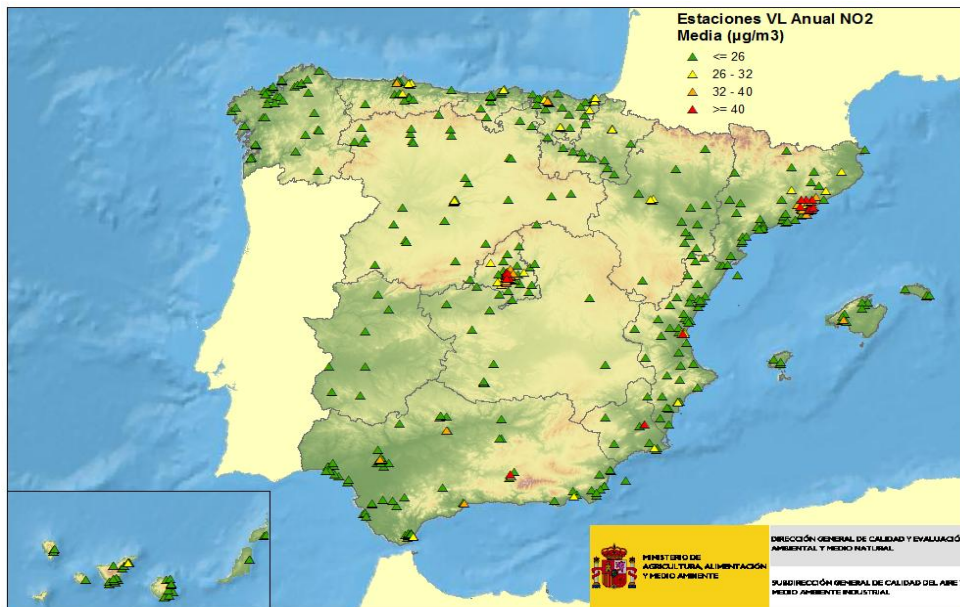 Estaciones VL Anual NO2
Media (µg/m3)
<= 26
26 - 32
32 - 40
>= 40
MINISTERIO DE
AGRICULTURA, ALIMENTACIÓN
Y MEDIO AMBIENTE
DIRECCIÓN GENERAL DE CALIDAD Y EVALUACIÓ
AMBIENTAL Y MEDIO NATURAL
SUBDIRECCIÓN GENERAL DE CALIDAD DEL AIRE Y
MEDIO AMBIENTE INDUSTRIAL